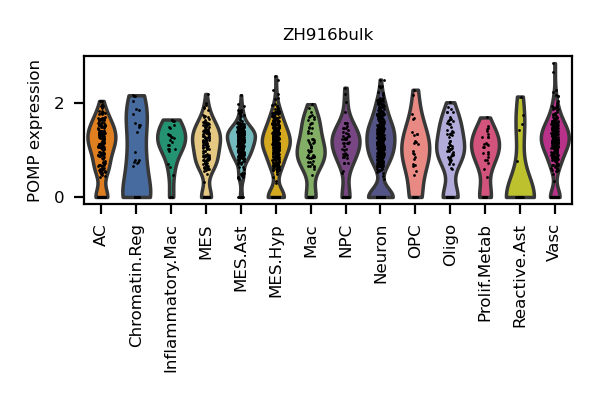 ZH916bulk
POMP expression
2
0
AC
Chromatin.Reg
Inflammatory.Mac
MES
MES.Ast
MES.Hyp
Mac
NPC
Neuron
OPC
Oligo
Prolif.Metab
Reactive.Ast
Vasc